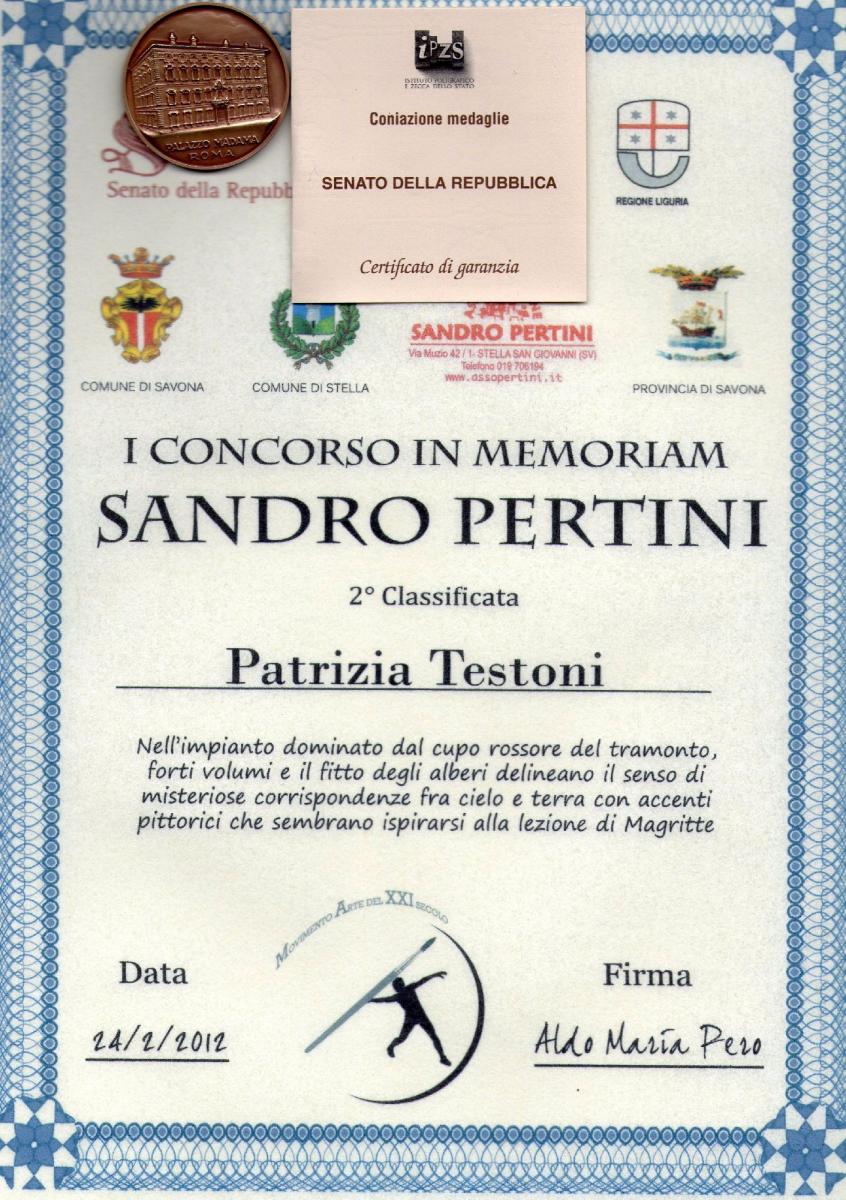 PALAZZO MADAMA
ROMA
iPZS
ISTITUTO POLIGRAFICO
E ZECCA DELLO STATO
Coniazione medaglie
SENATO DELLA REPUBBLICA
Certificato di garanzia
Senato della Repubb
REGIONE LIGURIA
COMUNE DI SAVONA
COMUNE DI STELLA
SANDRO PERTINI
Via Muzio 42 / 1- STELLA SAN GIOVANNI (SV)
Telefono 019 706194
www.assopertini.it
PROVINCIA DI SAVONA
I CONCORSO IN MEMORIAM
SANDRO PERTINI
2° Classificata
Patrizia Testoni
Nell'impianto dominato dal cupo rossore del tramonto,
forti volumi e il fitto degli alberi delineano il senso di
misteriose corrispondenze fra cielo e terra con accenti
pittorici che sembrano ispirarsi alla lezione di Magritte
MOVIMENTO ARTE DEL XXI SECOLO
Data
24/2/2012
Firma
Aldo Maria Pero